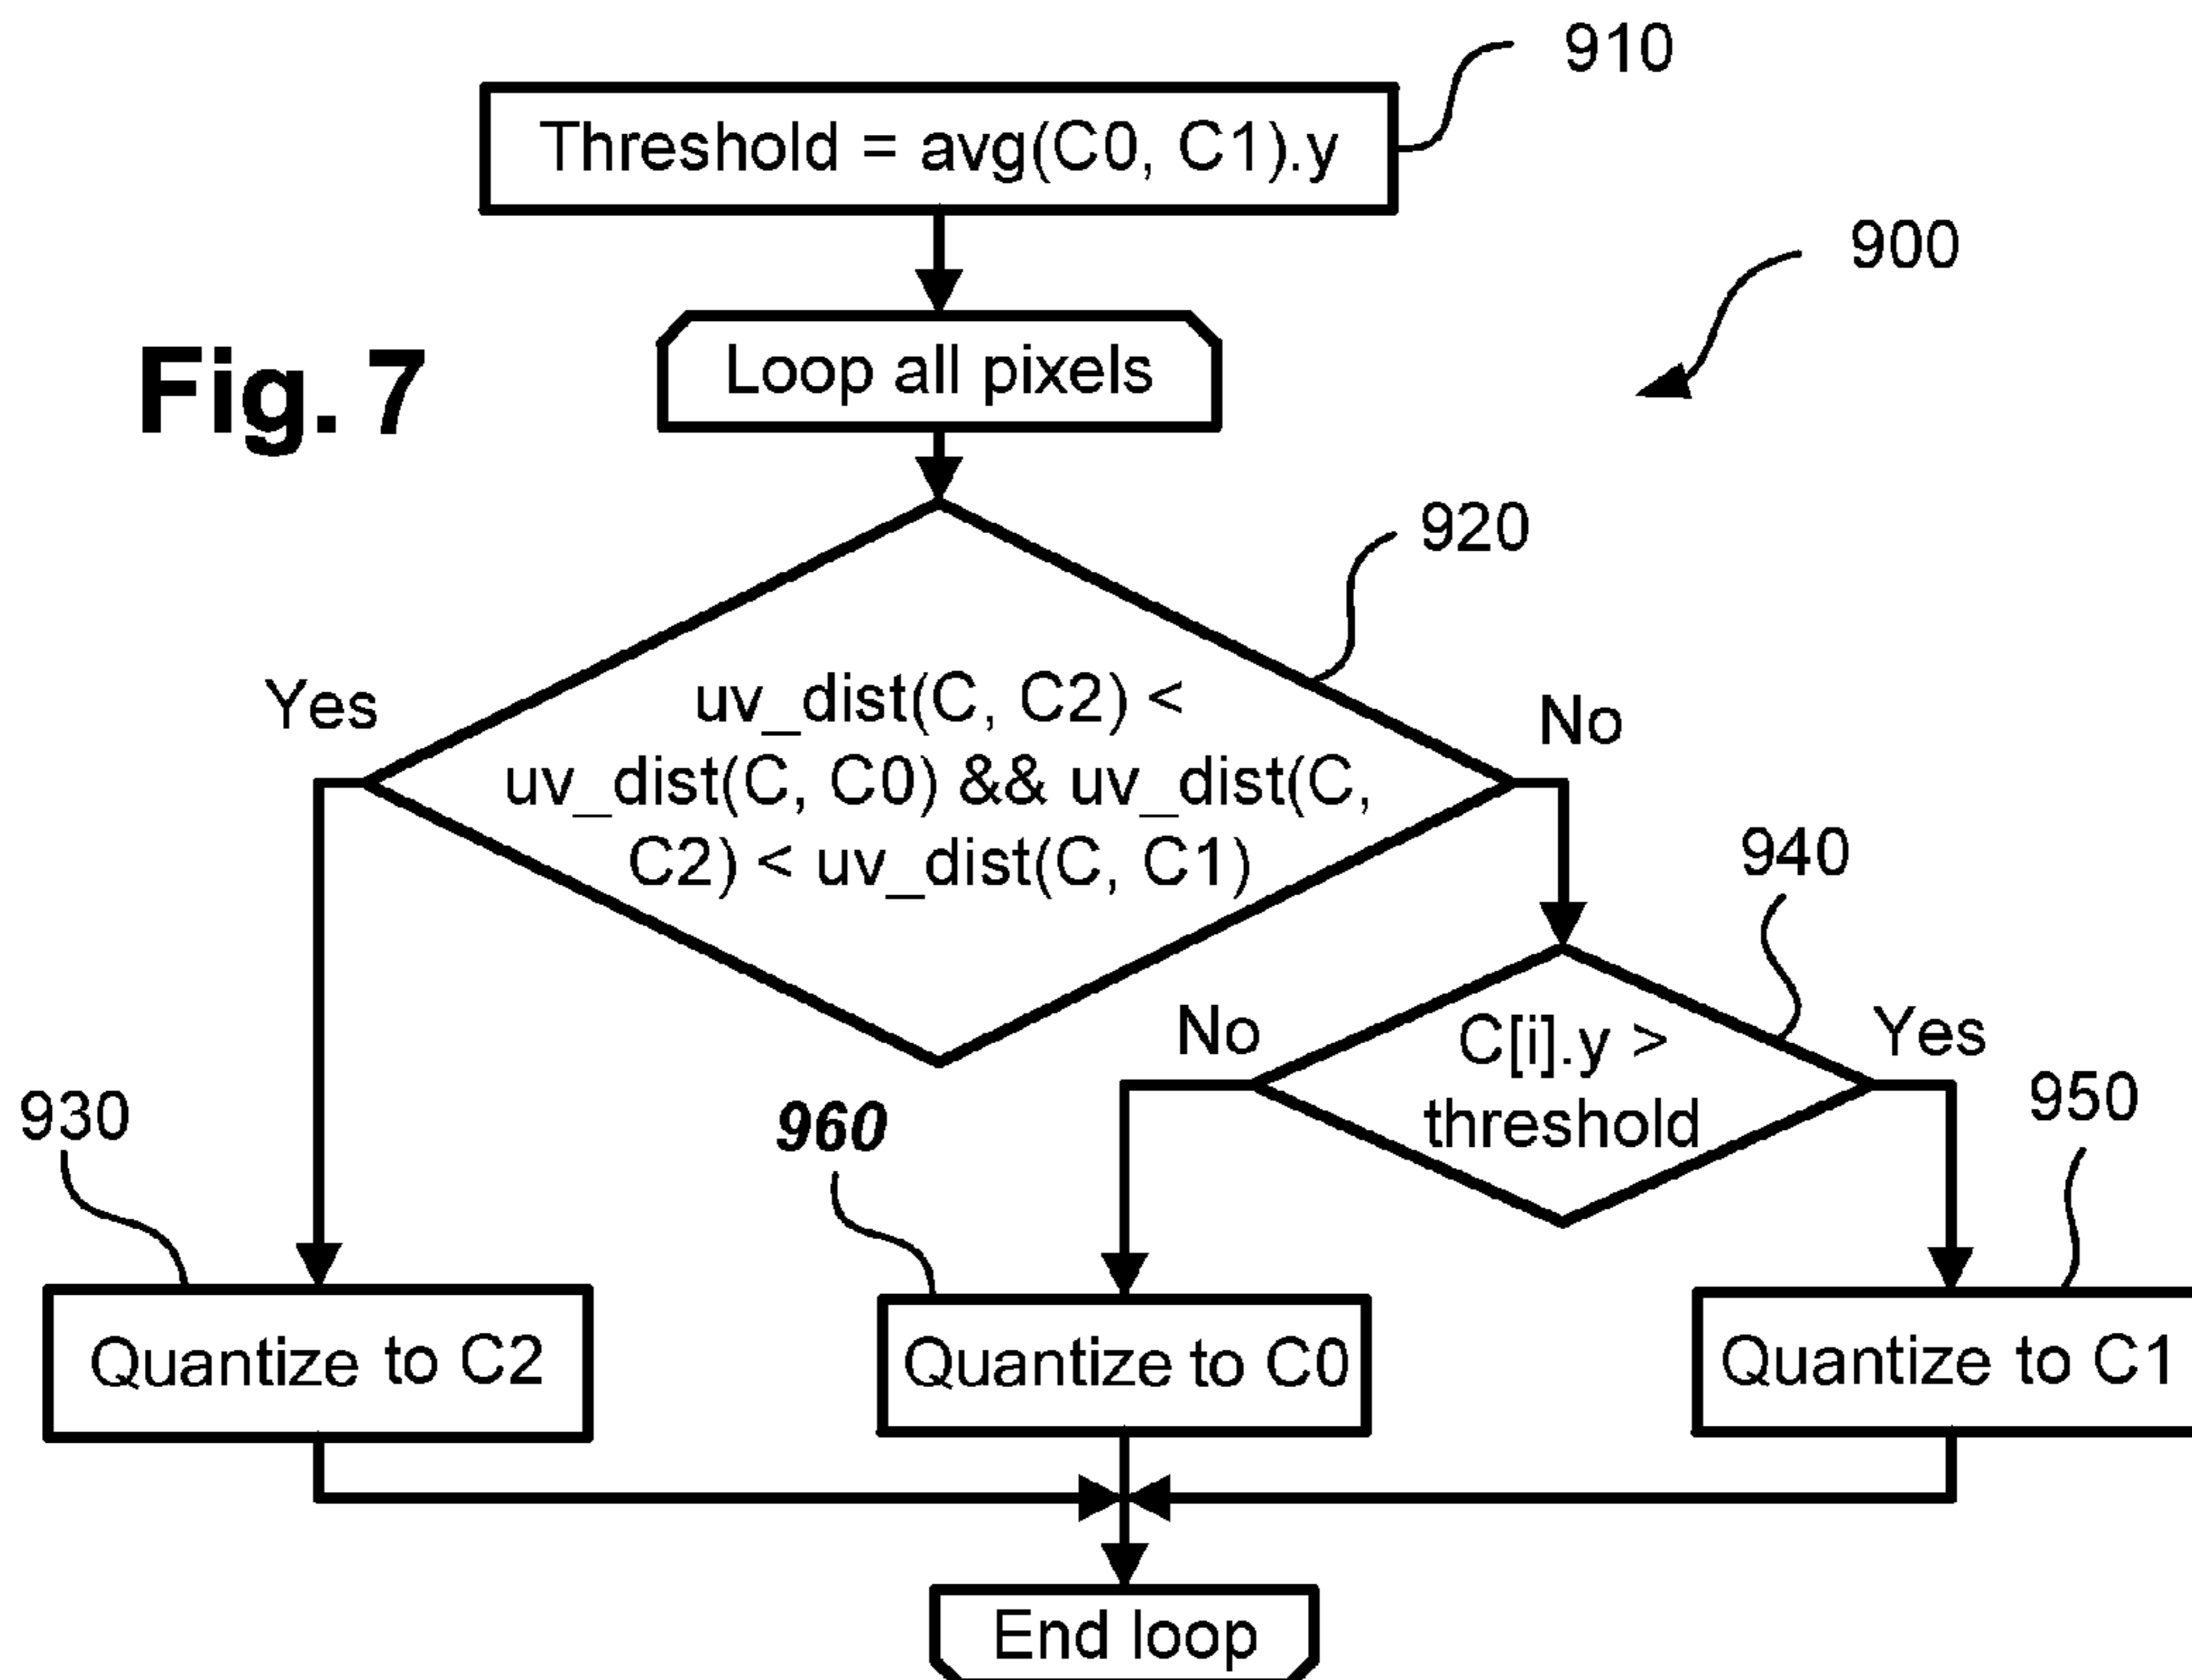 910
Threshold = avg(C0, C1).y
900
Fig. 7
Loop all pixels
920
Yes
uv_dist(C, C2) <
uv_dist(C, C0) && uv_dist(C,
C2) < uv_dist(C, C1)
No
940
No
C[i].y >
threshold
Yes
930
960
950
Quantize to C2
Quantize to C0
Quantize to C1
End loop